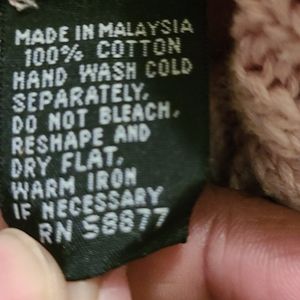 MADE IN MALAYSIA
100% COTTON
HAND WASH COLD
SEPARATELY.
DO NOT BLEACH.
RESHAPE AND
DRY FLAT.
WARM IRON
IF NECESSARY
RN 58877